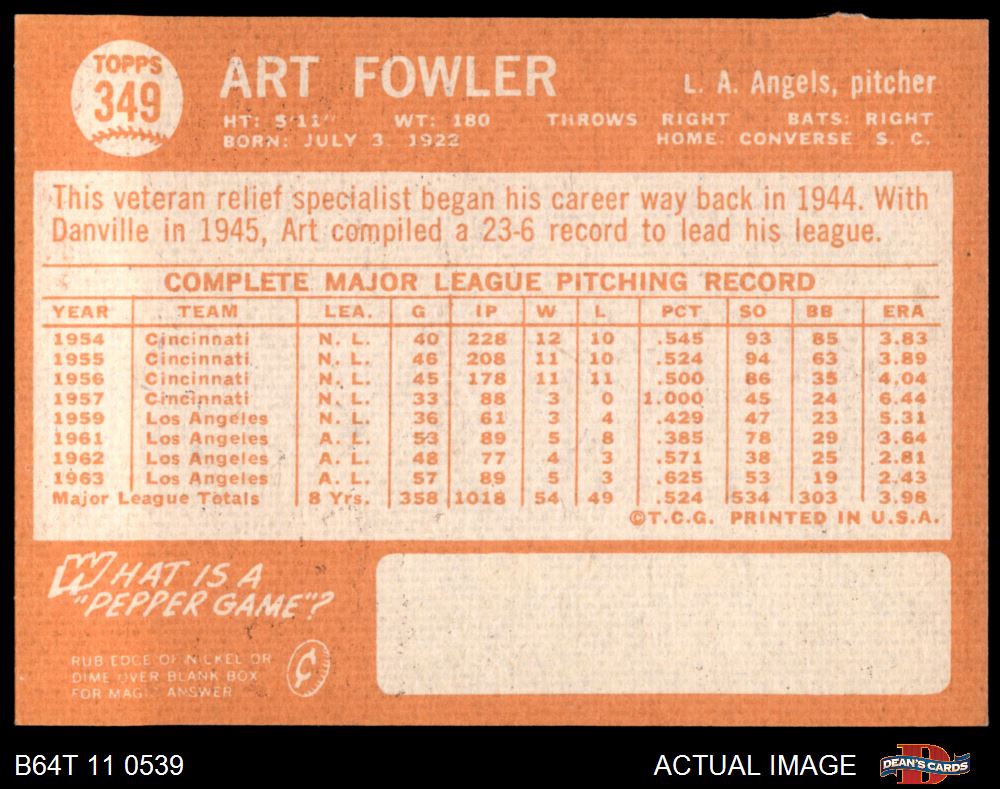 TOPPS
349
ART FOWLER
L. A. Angels, pitcher
HT: 5'11" WT: 180 THROWS RIGHT BATS: RIGHT
BORN: JULY 3 1922 HOME: CONVERSE S. C.
This veteran relief specialist began his career way back in 1944. With
Danville in 1945, Art compiled a 23-6 record to lead his league.
COMPLETE MAJOR LEAGUE PITCHING RECORD
YEAR TEAM LEA. G IP W L PCT SO BB ERA
1954 Cincinnati N. L. 40 228 12 10 .545 93 85 3.83
1955 Cincinnati N. L. 46 208 11 10 .524 94 63 3.89
1956 Cincinnati N. L. 45 178 11 11 .500 86 35 4.04
1957 Cincinnati N. L. 33 88 3 0 1.000 45 24 6.44
1959 Los Angeles N. L. 36 61 3 4 .429 47 23 5.31
1961 Los Angeles A. L. 53 89 5 8 .385 78 29 3.64
1962 Los Angeles A. L. 48 77 4 3 .571 38 25 2.81
1963 Los Angeles A. L. 57 89 5 3 .625 53 19 2.43
Major League Totals 8 Yrs. 358 1018 54 49 .524 534 303 3.98
©T.C.G. PRINTED IN U.S.A.
WHAT IS A
"PEPPER GAME"?
RUB EDGE OF NICKEL OR
DIME OVER BLANK BOX
FOR MAGIC ANSWER
¢
B64T 11 0539
ACTUAL IMAGE
D
DEAN'S CARDS